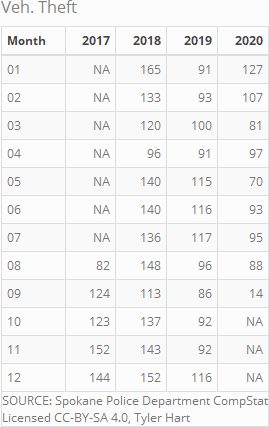 Veh. Theft
Month 2017 2018 2019 2020
01 NA 165 91 127
02 NA 133 93 107
03 NA 120 100 81
04 NA 96 91 97
05 NA 140 115 70
06 NA 140 116 93
07 NA 136 117 95
08 82 148 96 88
09 124 113 86 14
10 123 137 92 NA
11 152 143 92 NA
12 144 152 116 NA
SOURCE: Spokane Police Department CompStat
Licensed CC-BY-SA 4.0, Tyler Hart